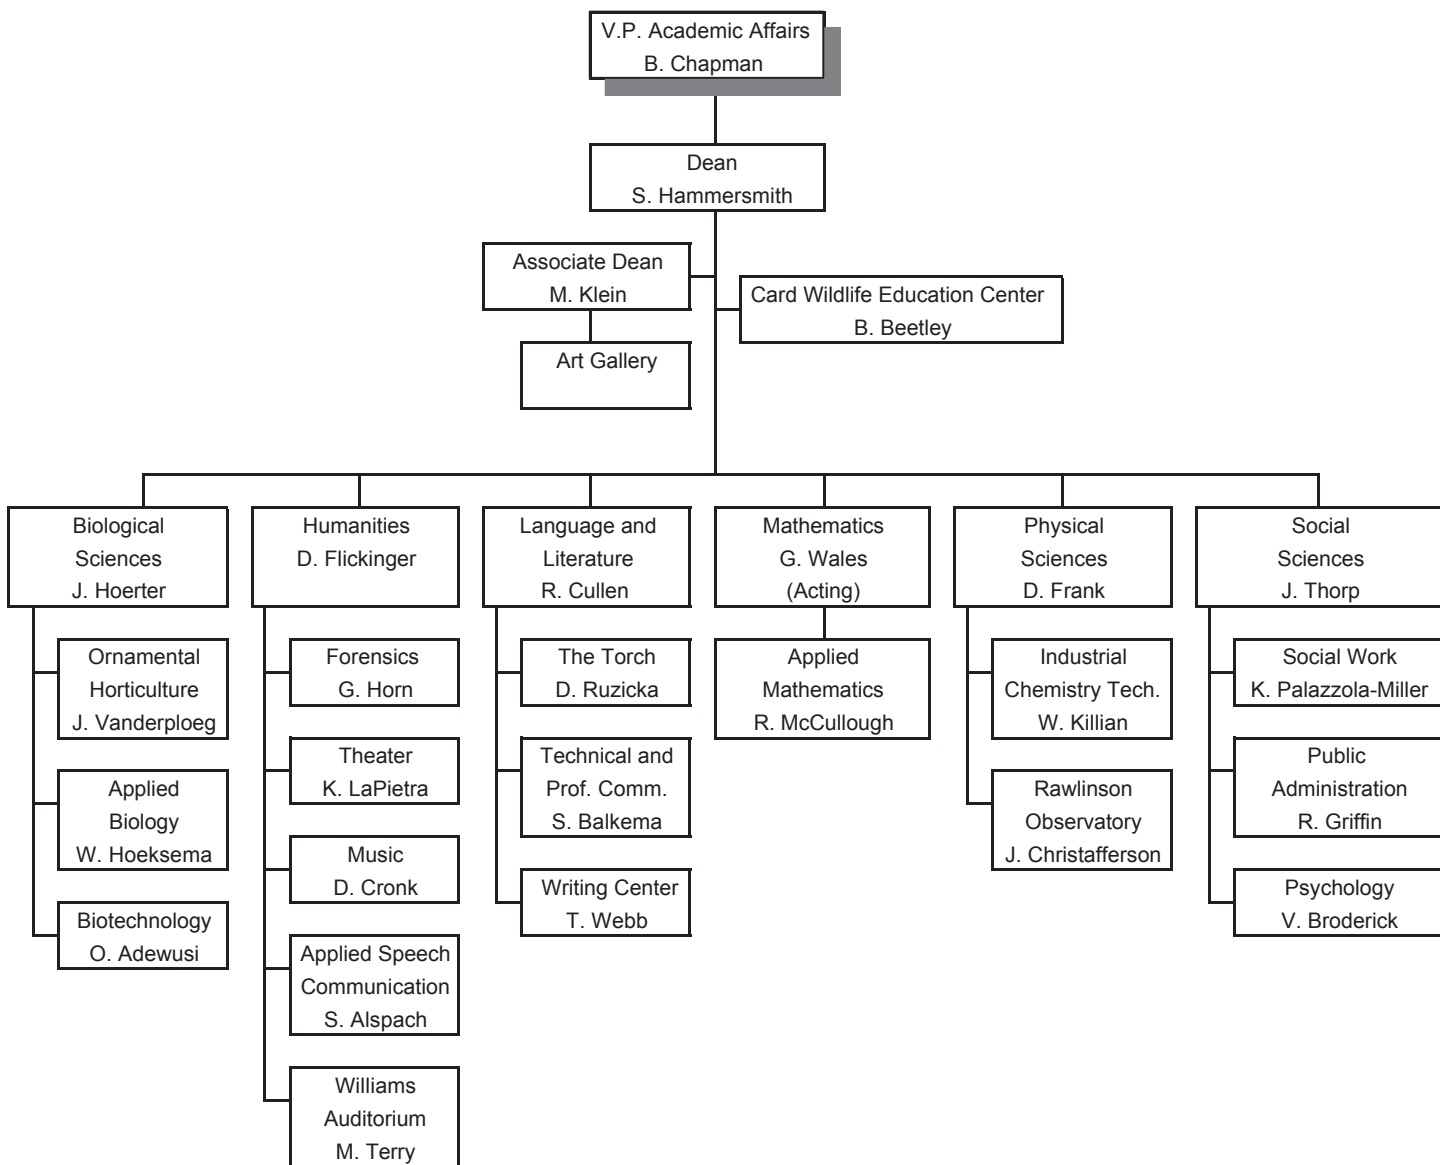 V.P. Academic Affairs
B. Chapman
Dean
S. Hammersmith
Associate Dean
M. Klein
Card Wildlife Education Center
B. Beetley
Art Gallery
Biological
Sciences
J. Hoerter
Ornamental
Horticulture
J. Vanderploeg
Applied
Biology
W. Hoeksema
Biotechnology
O. Adewusi
Humanities
D. Flickinger
Forensics
G. Horn
Theater
K. LaPietra
Music
D. Cronk
Applied Speech
Communication
S. Alspach
Williams
Auditorium
M. Terry
Language and
Literature
R. Cullen
The Torch
D. Ruzicka
Technical and
Prof. Comm.
S. Balkema
Writing Center
T. Webb
Mathematics
G. Wales
(Acting)
Applied
Mathematics
R. McCullough
Physical
Sciences
D. Frank
Industrial
Chemistry Tech.
W. Killian
Rawlinson
Observatory
J. Christafferson
Social
Sciences
J. Thorp
Social Work
K. Palazzola-Miller
Public
Administration
R. Griffin
Psychology
V. Broderick